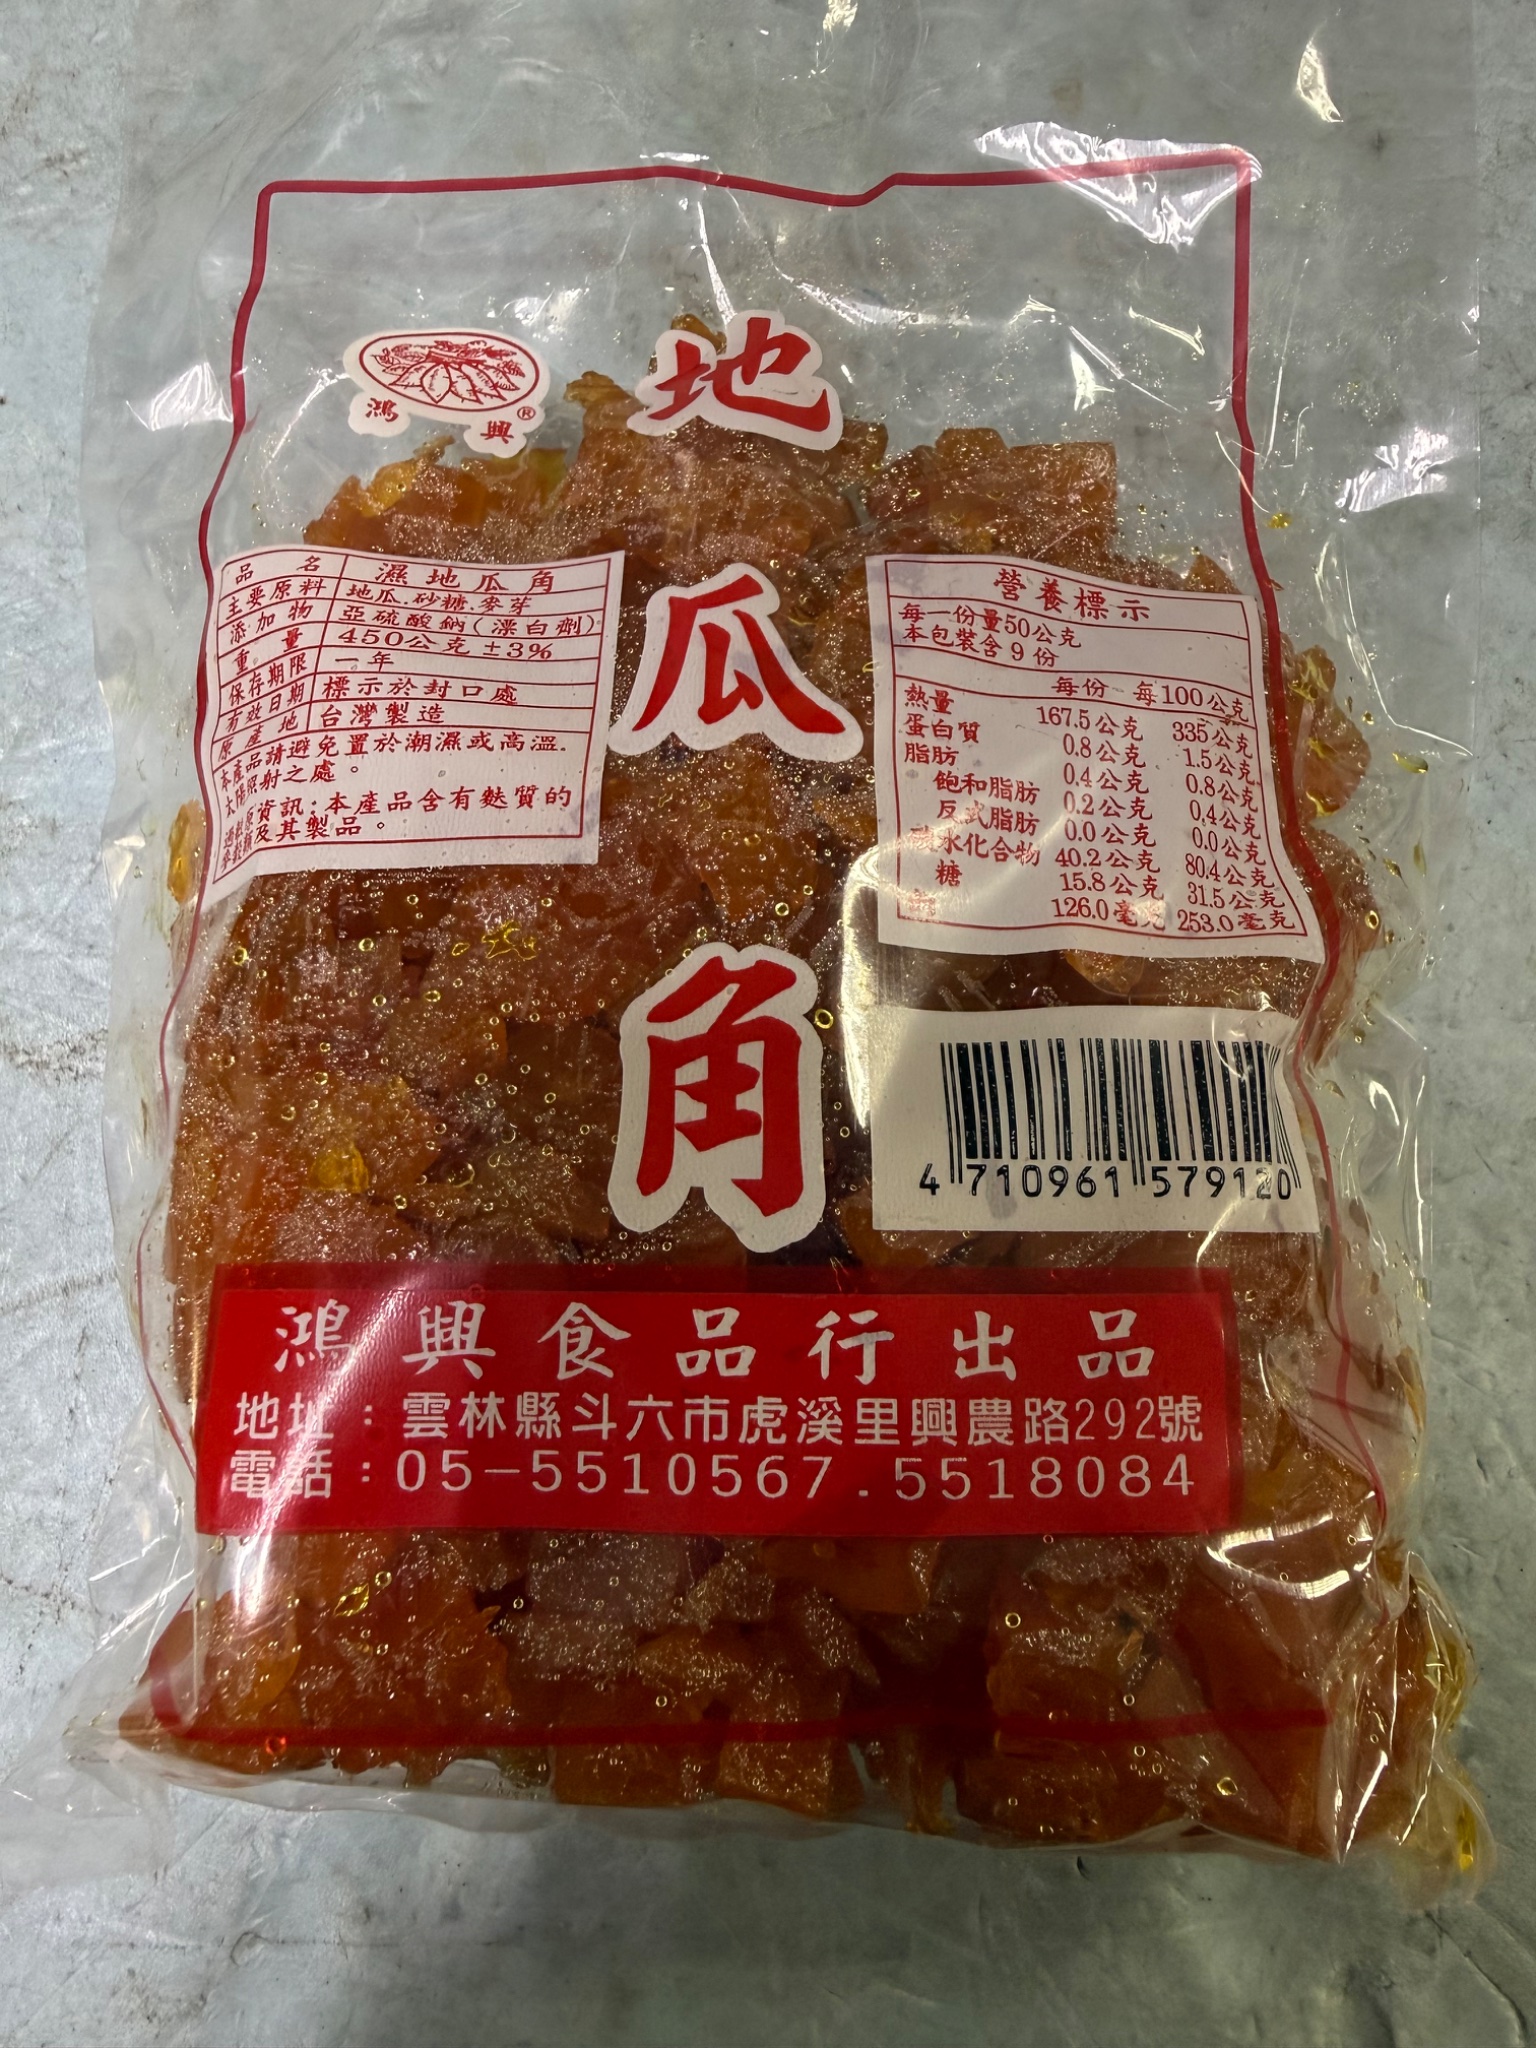 鴻興®
地瓜角
品名 濕地瓜角
主要原料 地瓜.砂糖.麥芽
添加物 亞硫酸鈉(漂白劑)
重量 450公克±3%
保存期限 一年
有效日期 標示於封口處
原產地 台灣製造
本產品請避免置於潮濕或高溫.
太陽照射之處。
過敏原資訊:本產品含有麩質的
穀類及其製品。
營養標示
每一份量50公克
本包裝含9份
每份 每100公克
熱量 167.5公克 335公克
蛋白質 0.8公克 1.5公克
脂肪 0.4公克 0.8公克
飽和脂肪 0.2公克 0.4公克
反式脂肪 0.0公克 0.0公克
碳水化合物 40.2公克 80.4公克
糖 15.8公克 31.5公克
126.0毫克 253.0毫克
4 710961 579120
鴻興食品行出品
地址:雲林縣斗六市虎溪里興農路292號
電話:05-5510567.5518084